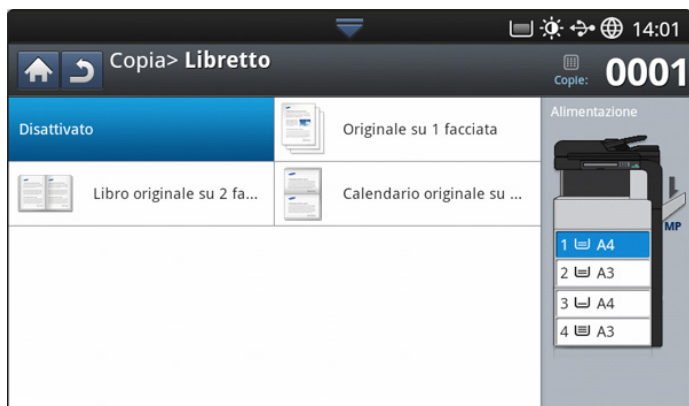 14:01
Copia> Libretto
Copie: 0001
Disattivato
Originale su 1 facciata
Libro originale su 2 fa...
Calendario originale su ...
Alimentazione
MP
1 A4
2 A3
3 A4
4 A3